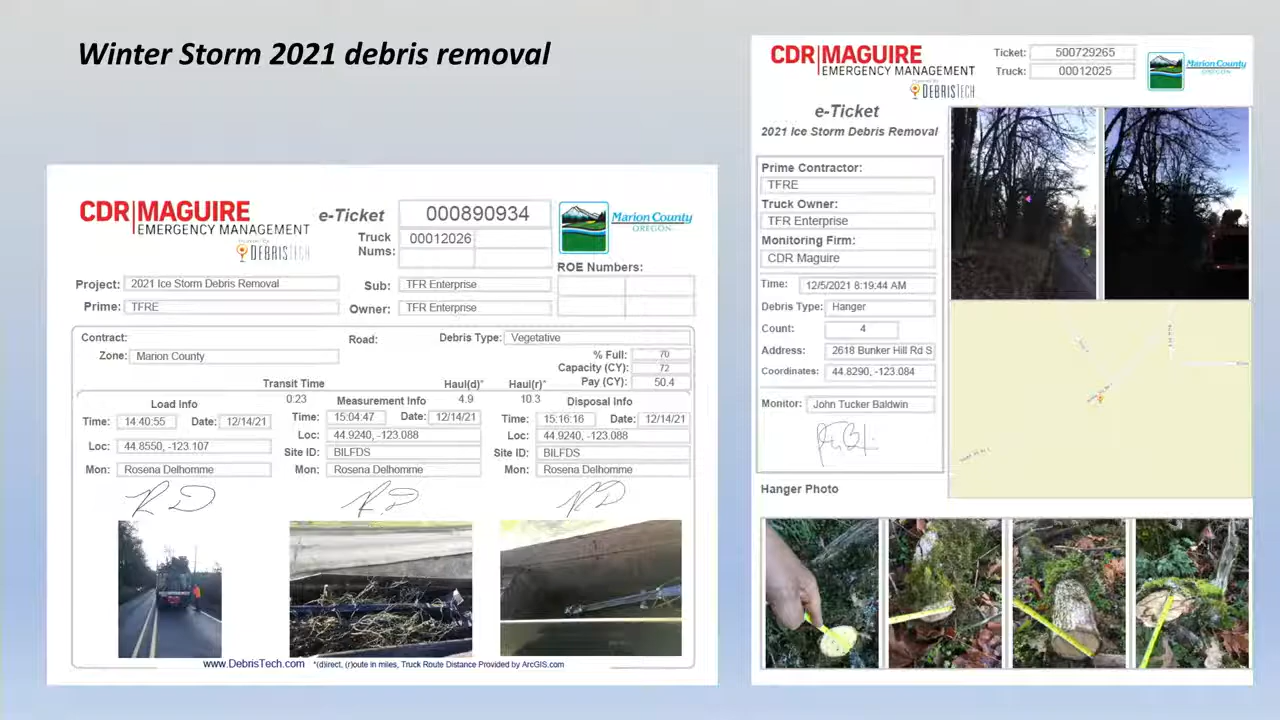 Winter Storm 2021 debris removal
CDR MAGUIRE
EMERGENCY MANAGEMENT
DEBRISTECH
e-Ticket
000890934
Truck Nums:
00012026
Marion County
OREGON
ROE Numbers:
Project: 2021 Ice Storm Debris Removal
Sub: TFR Enterprise
Prime: TFRE
Owner: TFR Enterprise
Contract:
Road:
Debris Type: Vegetative
Zone: Marion County
% Full: 70
Capacity (CY): 72
Pay (CY): 50.4
Transit Time
0.23
Haul(d)*
4.9
Haul(r)*
10.3
Load Info
Time: 14:40:55 Date: 12/14/21
Loc: 44.8550, -123.107
Mon: Rosena Delhomme
Measurement Info
Time: 15:04:47 Date: 12/14/21
Loc: 44.9240, -123.088
Site ID: BILFDS
Mon: Rosena Delhomme
Disposal Info
Time: 15:16:16 Date: 12/14/21
Loc: 44.9240, -123.088
Site ID: BILFDS
Mon: Rosena Delhomme
www.DebrisTech.com *(d)irect, (r)oute in miles, Truck Route Distance Provided by ArcGIS.com
CDR MAGUIRE
EMERGENCY MANAGEMENT
DEBRISTECH
Ticket: 500729265
Truck: 00012025
Marion County
OREGON
e-Ticket
2021 Ice Storm Debris Removal
Prime Contractor:
TFRE
Truck Owner:
TFR Enterprise
Monitoring Firm:
CDR Maguire
Time: 12/5/2021 8:19:44 AM
Debris Type: Hanger
Count: 4
Address: 2618 Bunker Hill Rd S
Coordinates: 44.8290, -123.084
Monitor: John Tucker Baldwin
Hanger Photo